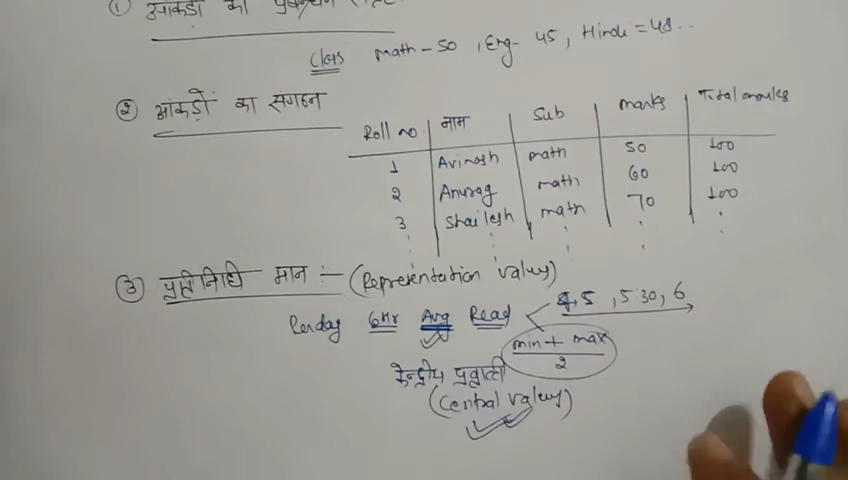 ① आंकड़ों का
Class math - 50 , Eng - 45 , Hindi = 48 ..
② आंकड़ों का संगठन
Roll no नाम Sub marks Total marks
1 Avinash math 50 100
2 Anurag math 60 100
3 Shailesh math 70 100
③ प्रतिनिधि मान :- (Representation Value)
Perday 6Hr Avg Read 5 , 5:30, 6
min + max
2
केन्द्रीय प्रवृत्ति
(Central Value)